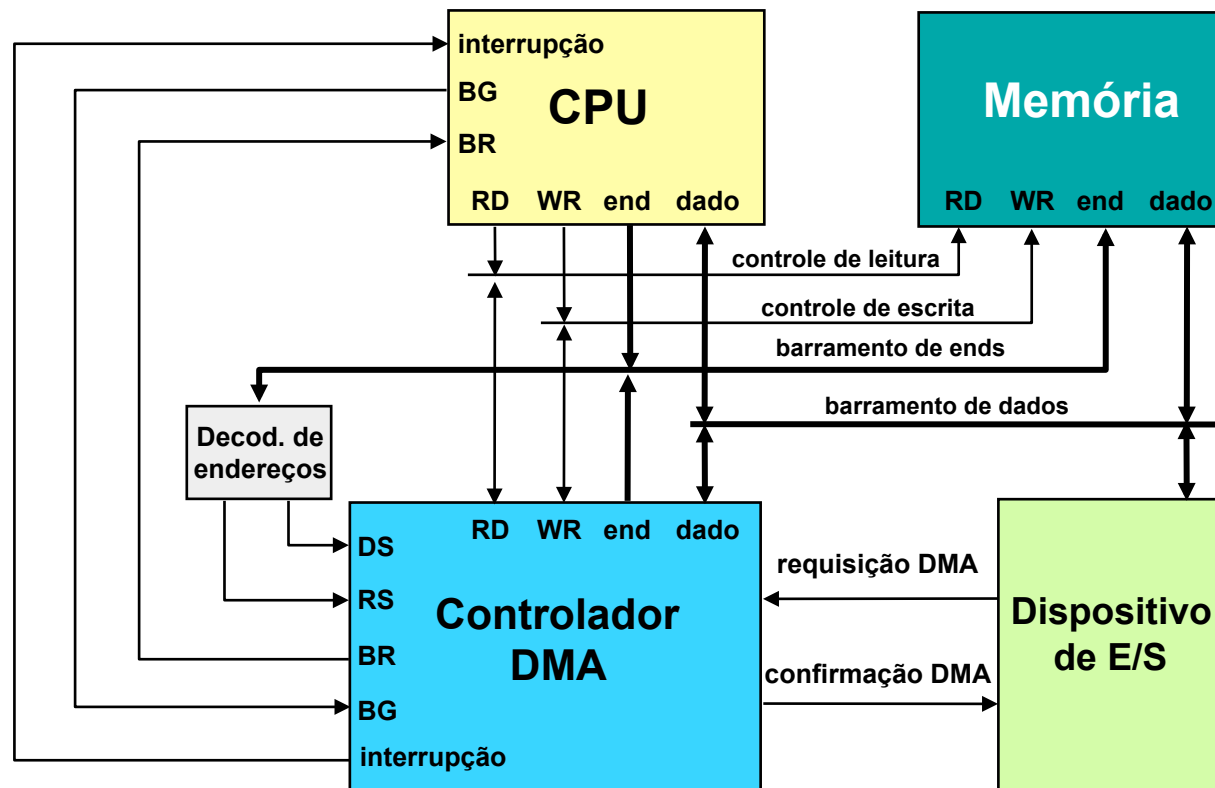 interrupção
BG
CPU
BR
RD WR end dado
Memória
RD WR end dado
controle de leitura
controle de escrita
barramento de ends
barramento de dados
Decod. de
endereços
RD WR end dado
DS
RS
Controlador
DMA
BR
BG
interrupção
requisição DMA
confirmação DMA
Dispositivo
de E/S